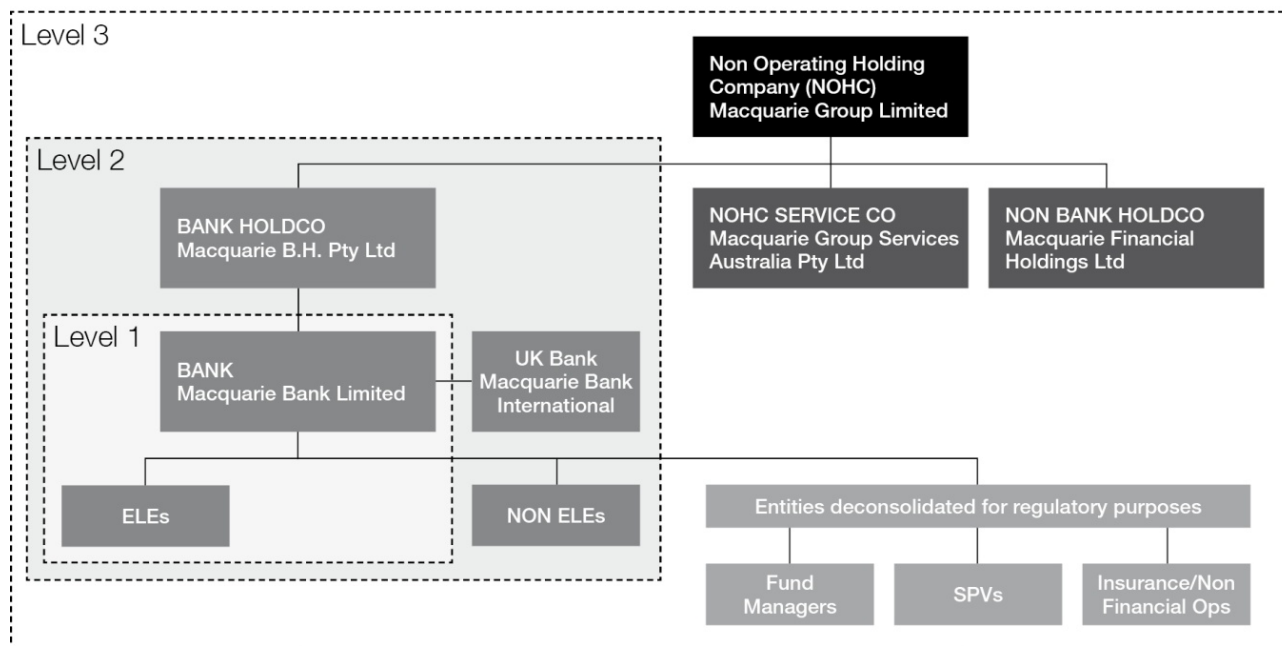 Level 3
Non Operating Holding
Company (NOHC)
Macquarie Group Limited
Level 2
BANK HOLDCO
Macquarie B.H. Pty Ltd
NOHC SERVICE CO
Macquarie Group Services
Australia Pty Ltd
NON BANK HOLDCO
Macquarie Financial
Holdings Ltd
Level 1
BANK
Macquarie Bank Limited
UK Bank
Macquarie Bank
International
ELEs
NON ELEs
Entities deconsolidated for regulatory purposes
Fund
Managers
SPVs
Insurance/Non
Financial Ops